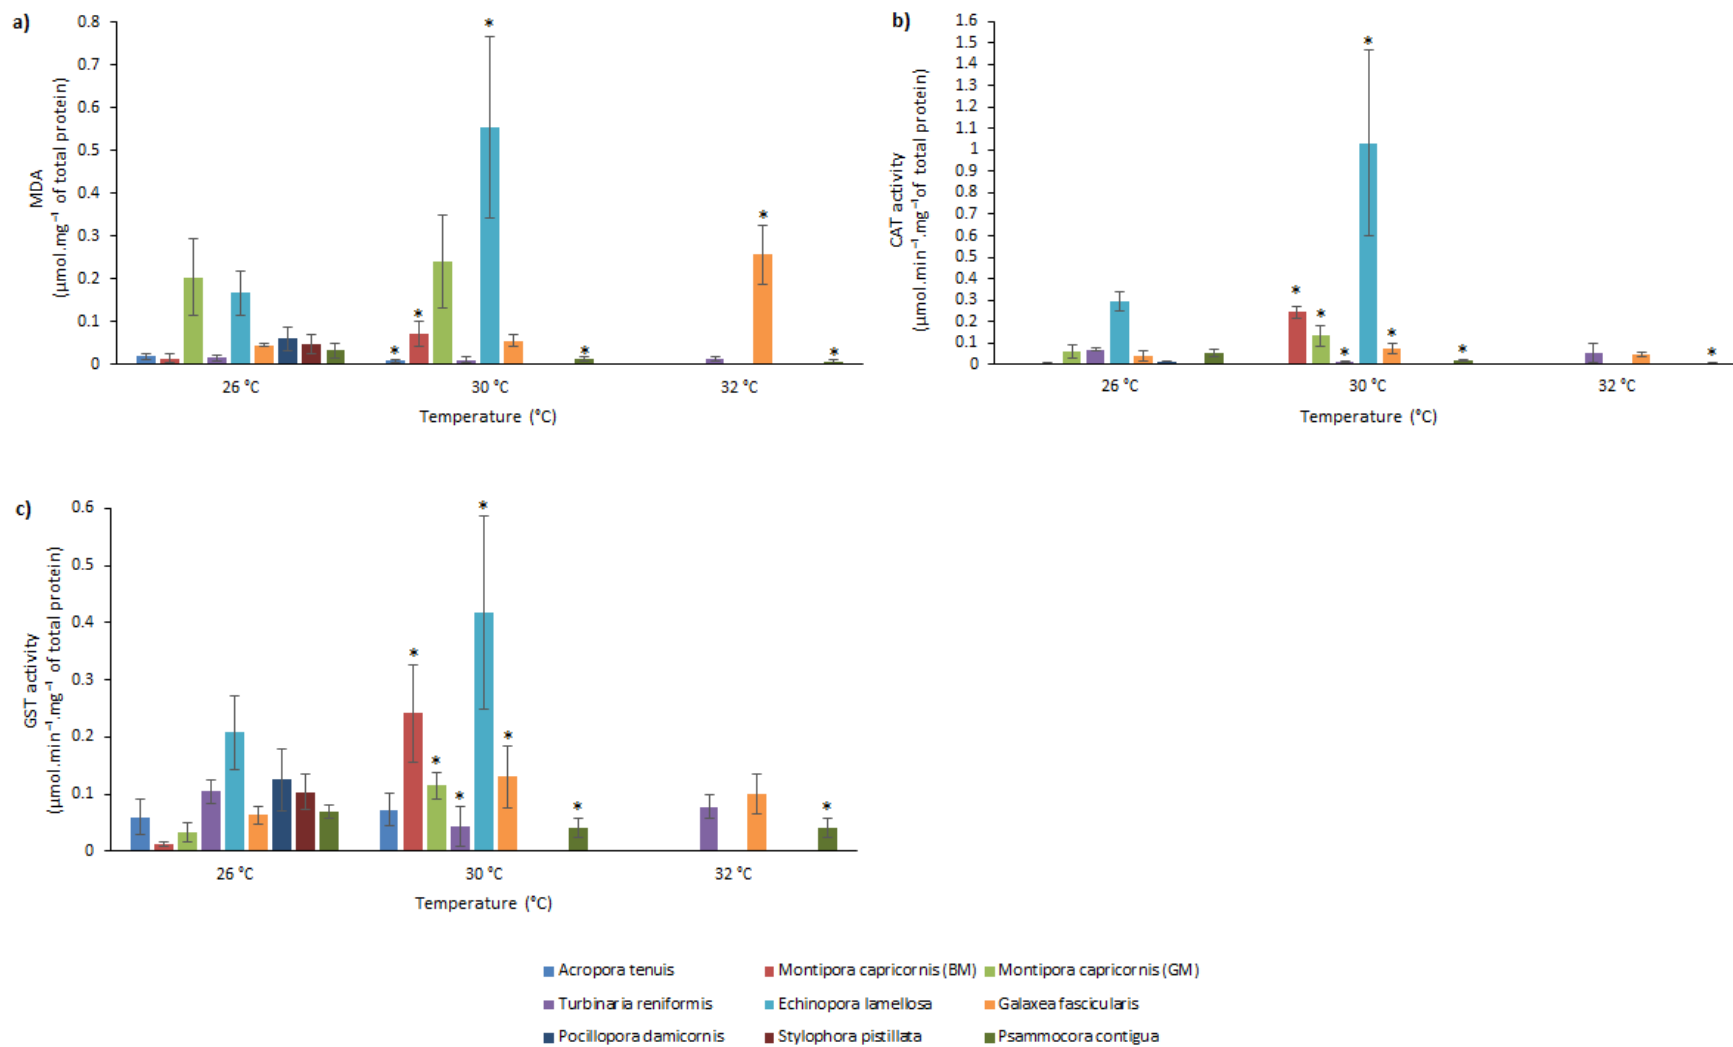 a)
0.8
0.7
0.6
0.5
0.4
0.3
0.2
0.1
0
MDA
(µmol.mg⁻¹ of total protein)
* * * * * *
26 °C 30 °C 32 °C
Temperature (°C)
b)
1.6
1.5
1.4
1.3
1.2
1.1
1
0.9
0.8
0.7
0.6
0.5
0.4
0.3
0.2
0.1
0
CAT activity
(µmol.min⁻¹.mg⁻¹of total protein)
* * * * * * *
26 °C 30 °C 32 °C
Temperature (°C)
c)
0.6
0.5
0.4
0.3
0.2
0.1
0
GST activity
(µmol.min⁻¹.mg⁻¹ of total protein)
* * * * * * *
26 °C 30 °C 32 °C
Temperature (°C)
Acropora tenuis Montipora capricornis (BM) Montipora capricornis (GM)
Turbinaria reniformis Echinopora lamellosa Galaxea fascicularis
Pocillopora damicornis Stylophora pistillata Psammocora contigua